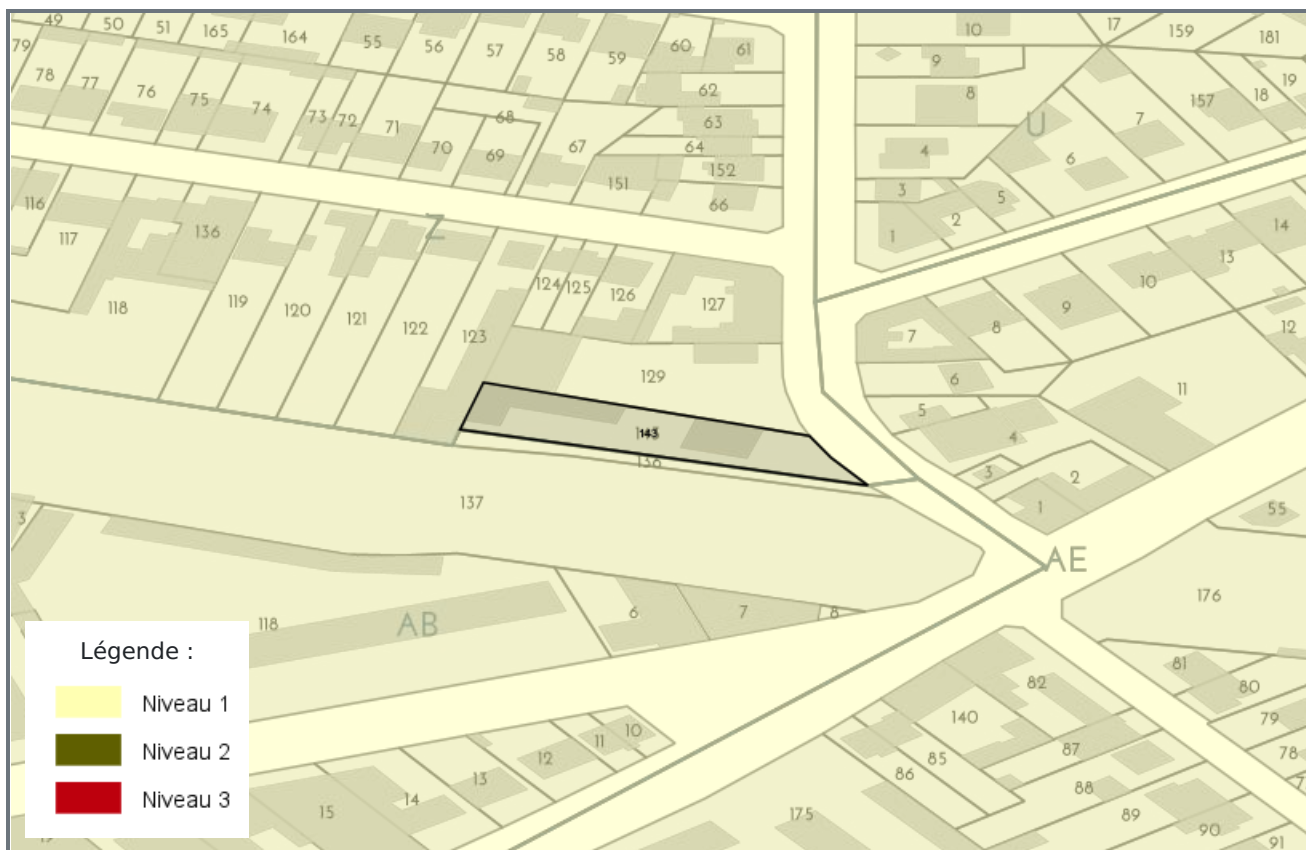 49 50 51 165 164 55 56 57 58 59 60 61 10 17 159 181
79 78 77 76 75 74 73 72 71 68 62 9 8 157 18 19
70 69 67 63 64 4 U 7 6
151 152 66 3 2 5 1
116 117 136 Z 14
118 119 120 121 122 123 124 125 126 127 10 13
7 8 9 12
129 6 5 11
143 4
136 3 2 1
137 55
3 AE 176
118 AB 6 7 8
81 82 80 79 78
140 85 86 87 88 89 90 91
10 11 12 13 14 15 175
Légende :
Niveau 1
Niveau 2
Niveau 3